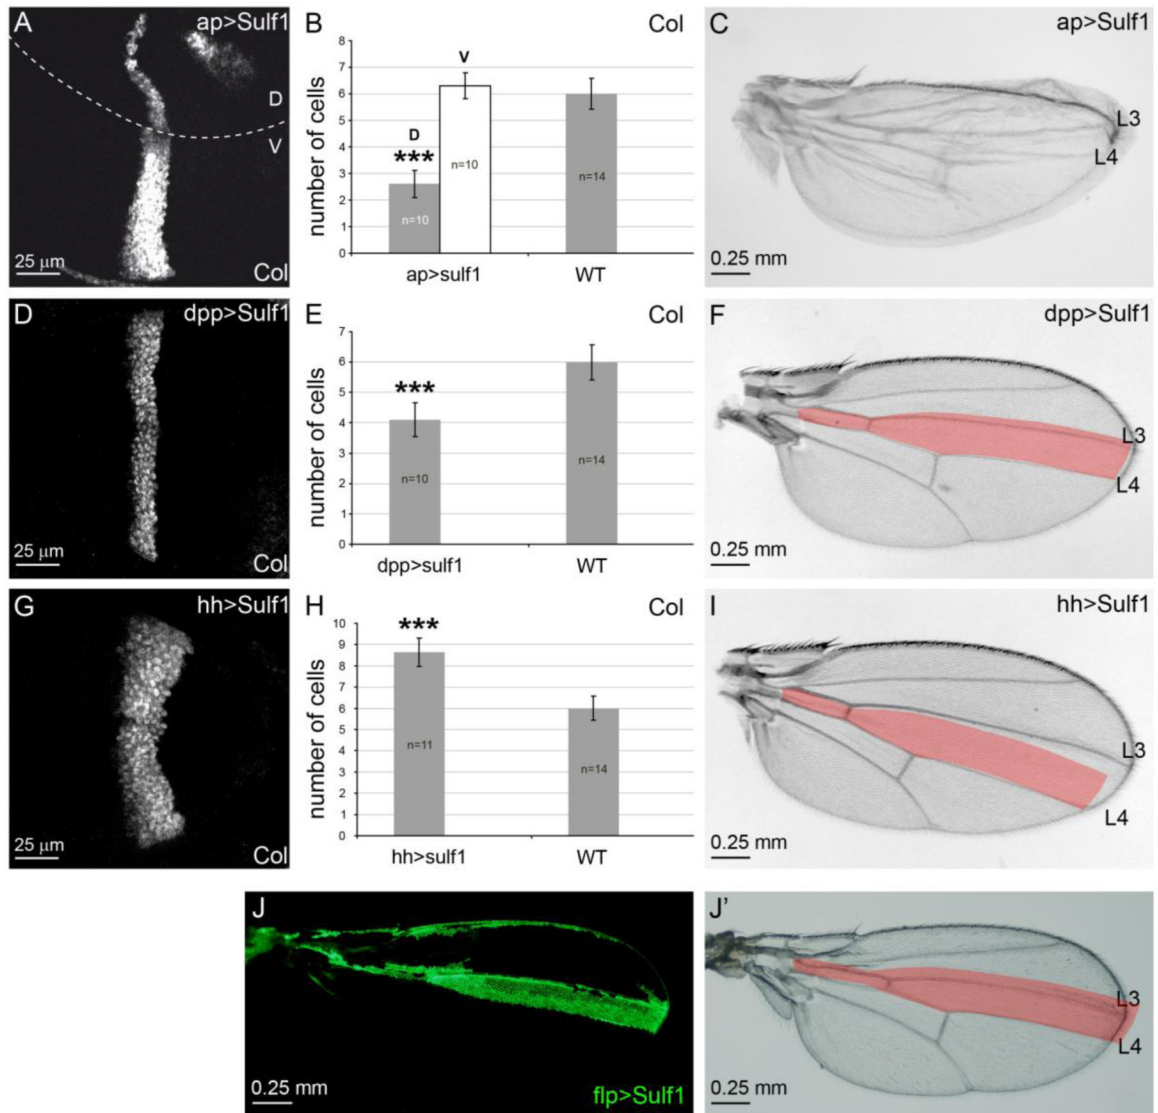 A
ap>Sulf1
D
V
25 µm
Col
B
Col
number of cells
8
7
6
5
4
3
2
1
0
D
***
n=10
V
n=10
n=14
ap>sulf1
WT
C
ap>Sulf1
L3
L4
0.25 mm
D
dpp>Sulf1
25 µm
Col
E
Col
number of cells
7
6
5
4
3
2
1
0
***
n=10
n=14
dpp>sulf1
WT
F
dpp>Sulf1
L3
L4
0.25 mm
G
hh>Sulf1
25 µm
Col
H
Col
number of cells
10
9
8
7
6
5
4
3
2
1
0
***
n=11
n=14
hh>sulf1
WT
I
hh>Sulf1
L3
L4
0.25 mm
J
0.25 mm
flp>Sulf1
J'
L3
L4
0.25 mm